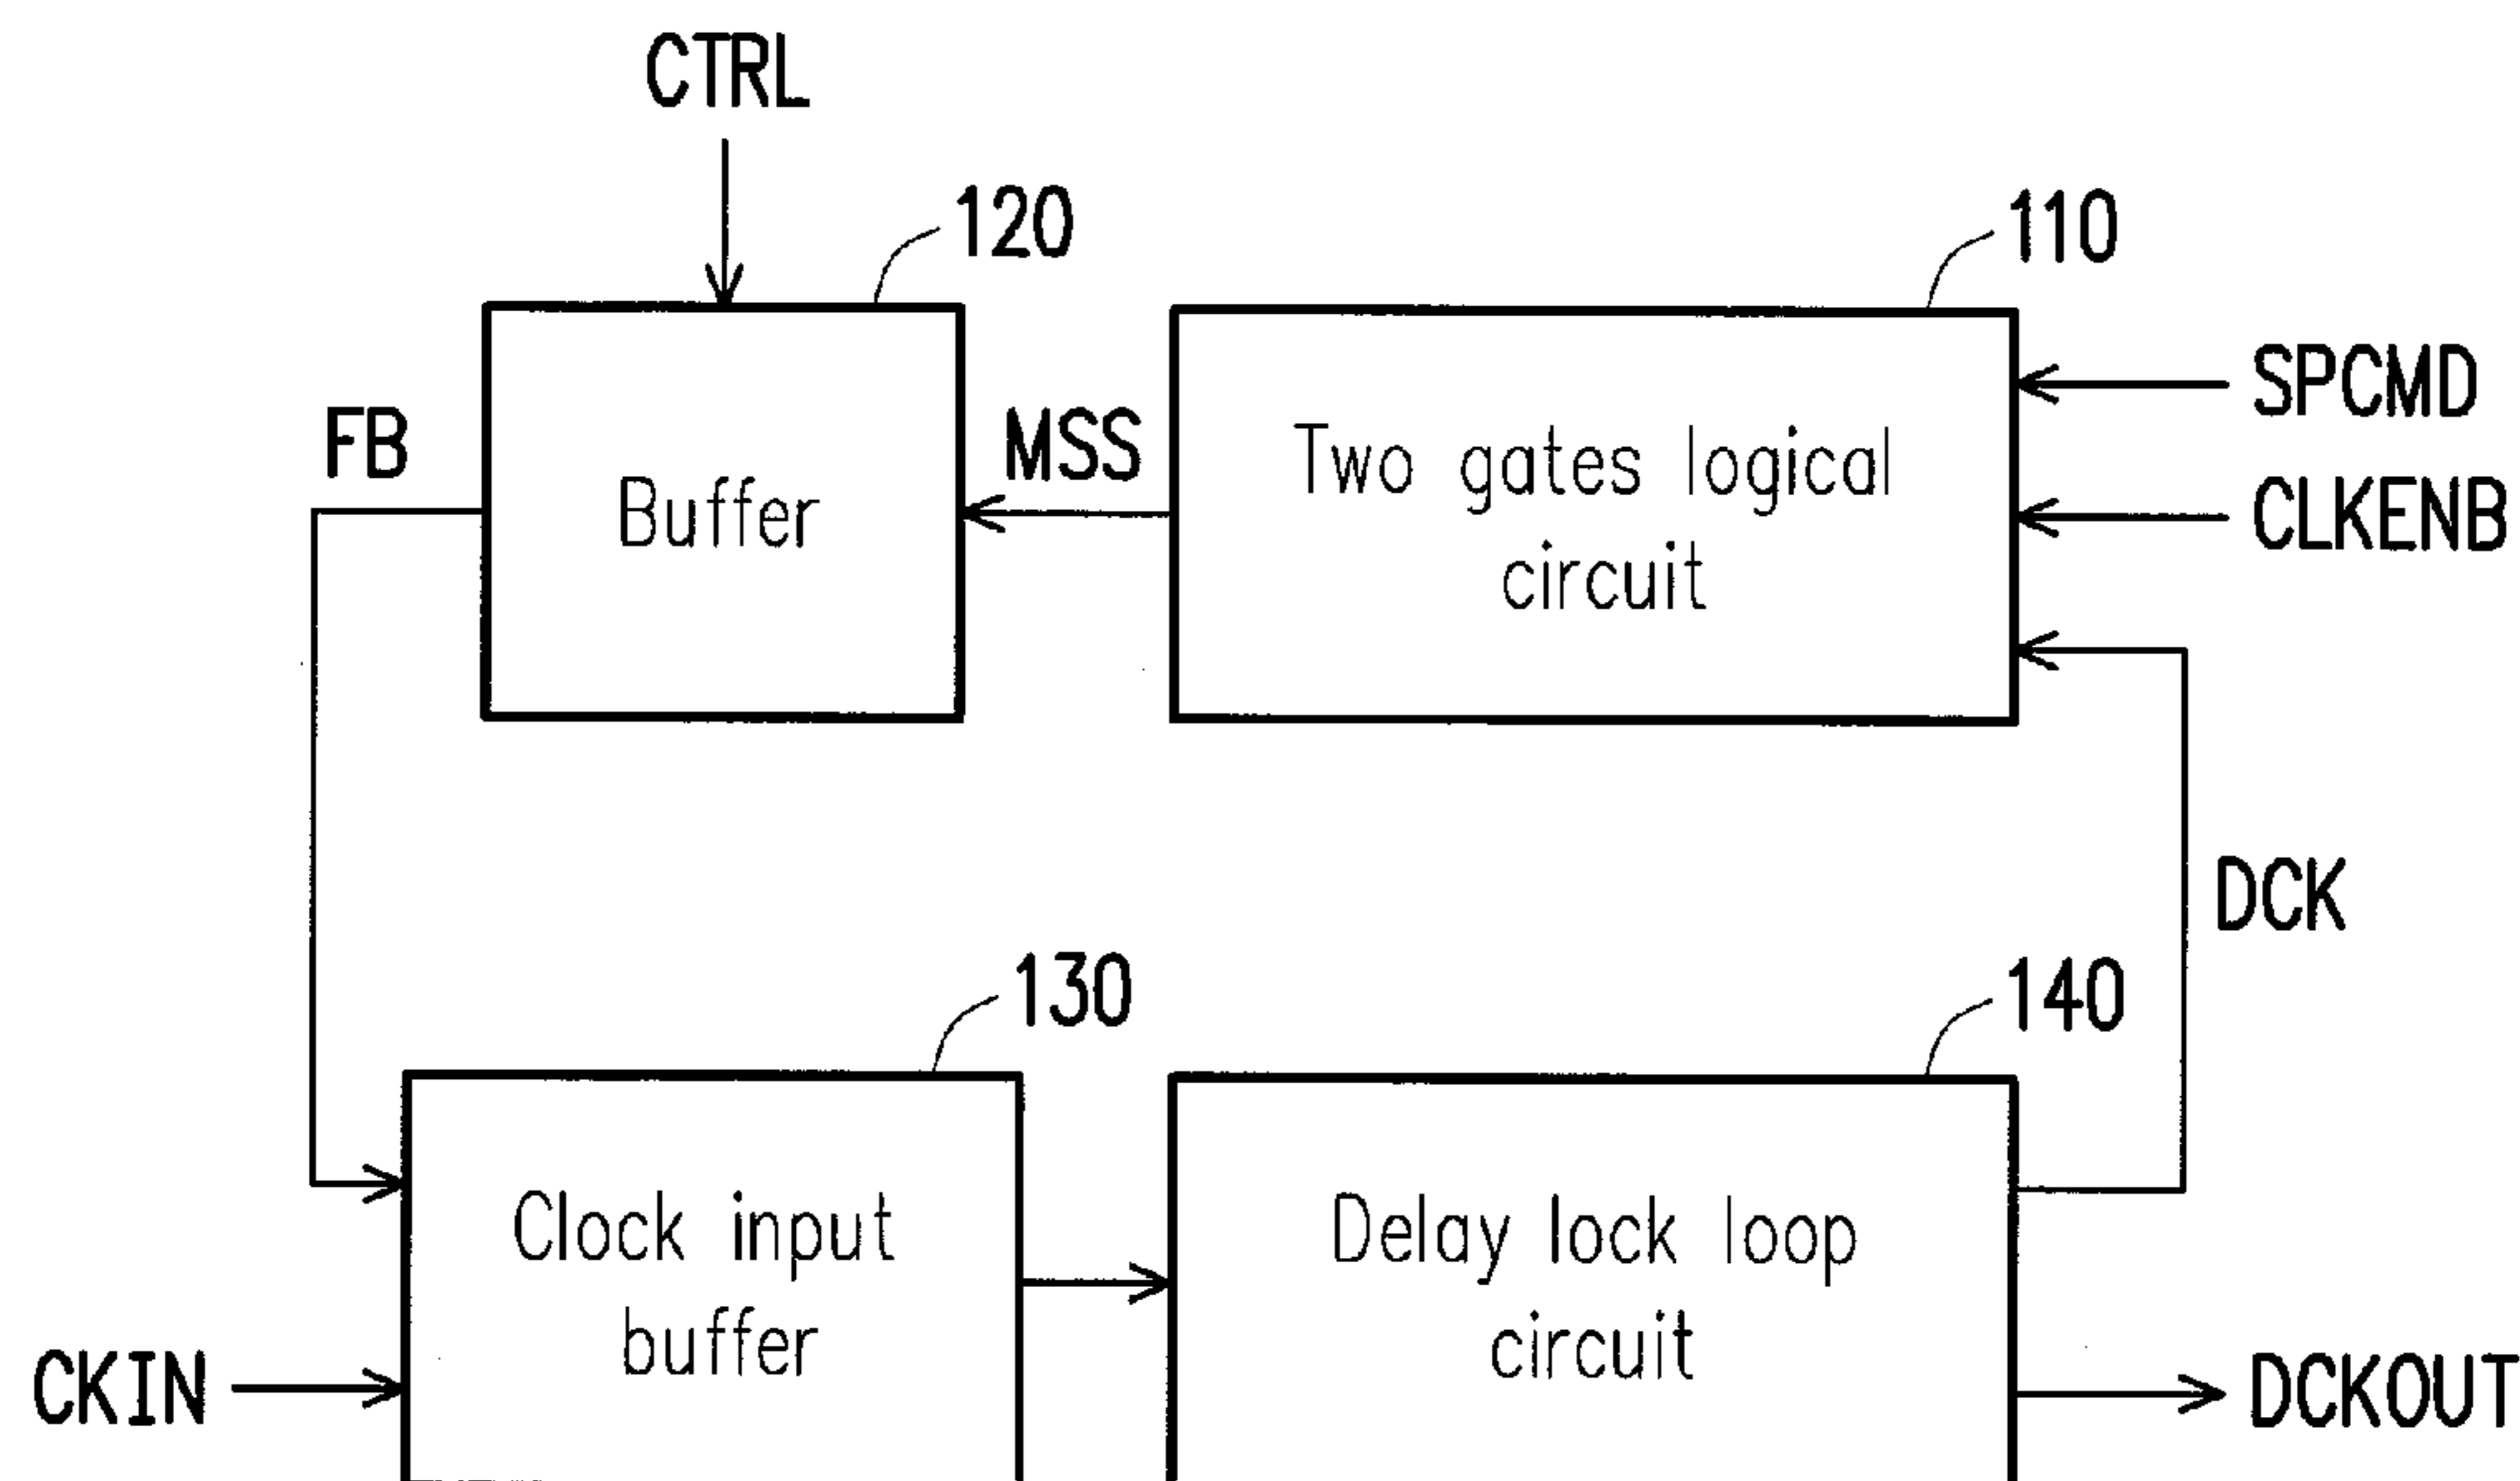 CTRL
120
110
SPCMD
FB
MSS
CLKENB
Buffer
Two gates logical
circuit
DCK
130
140
Clock input
buffer
Delay lock loop
circuit
CKIN
DCKOUT